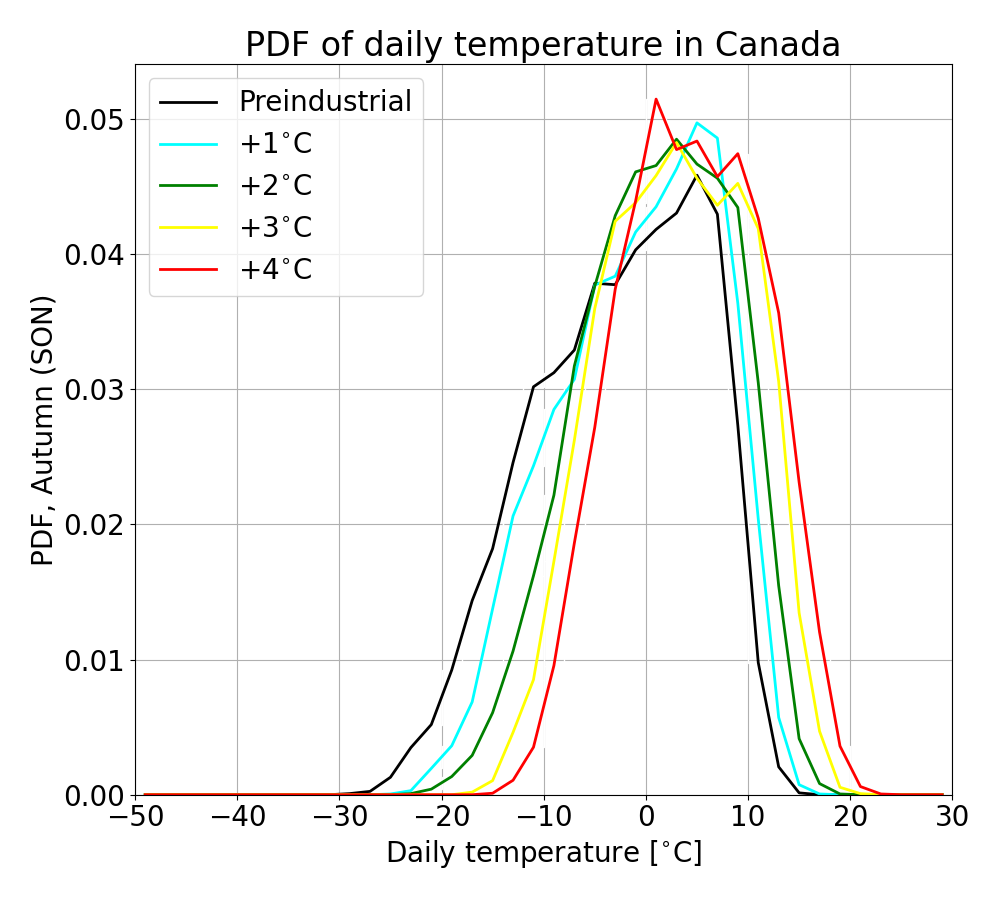 PDF of daily temperature in Canada
Preindustrial
+1°C
+2°C
+3°C
+4°C
PDF, Autumn (SON)
0.05
0.04
0.03
0.02
0.01
0.00
−50 −40 −30 −20 −10 0 10 20 30
Daily temperature [°C]